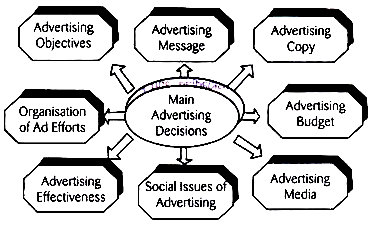 Advertising
Objectives
Advertising
Message
Advertising
Copy
Organisation
of Ad Efforts
Main
Advertising
Decisions
Advertising
Budget
Advertising
Effectiveness
Social Issues of
Advertising
Advertising
Media